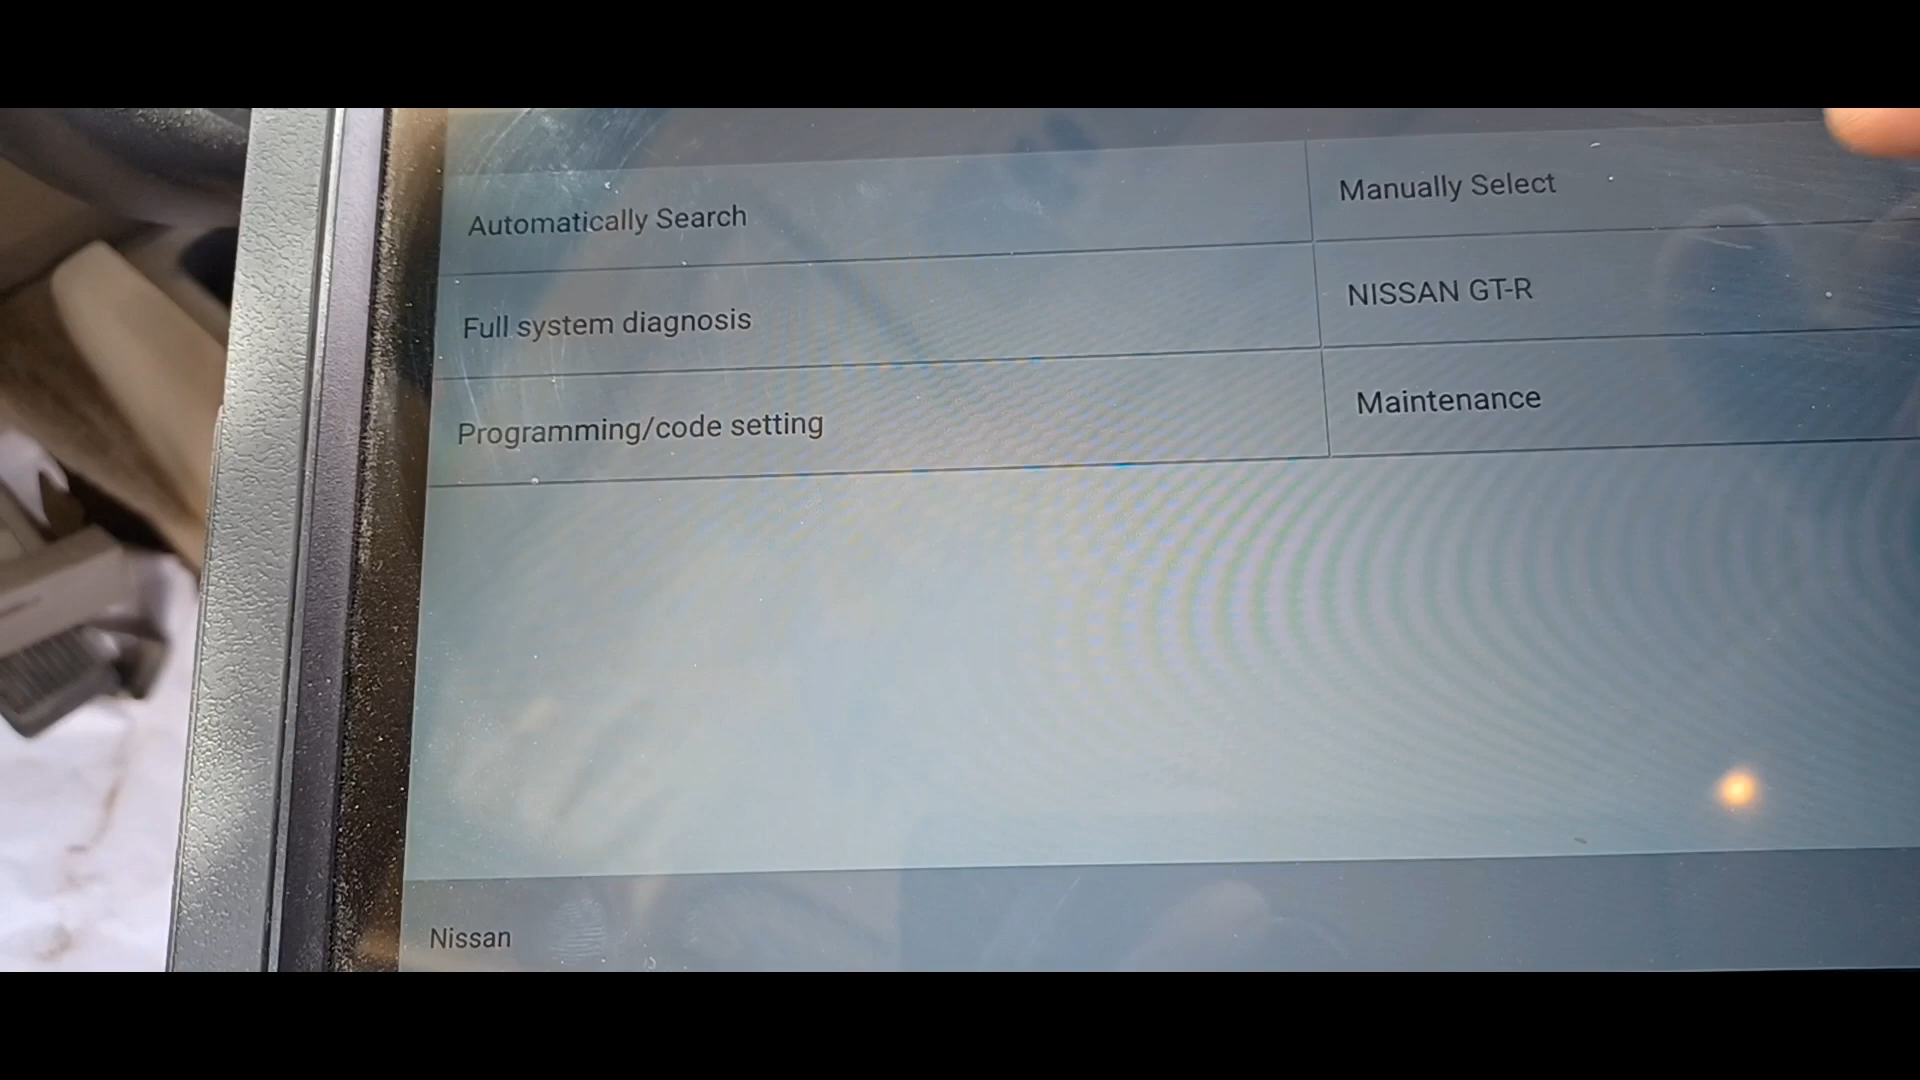 Automatically Search
Manually Select
Full system diagnosis
NISSAN GT-R
Programming/code setting
Maintenance
Nissan